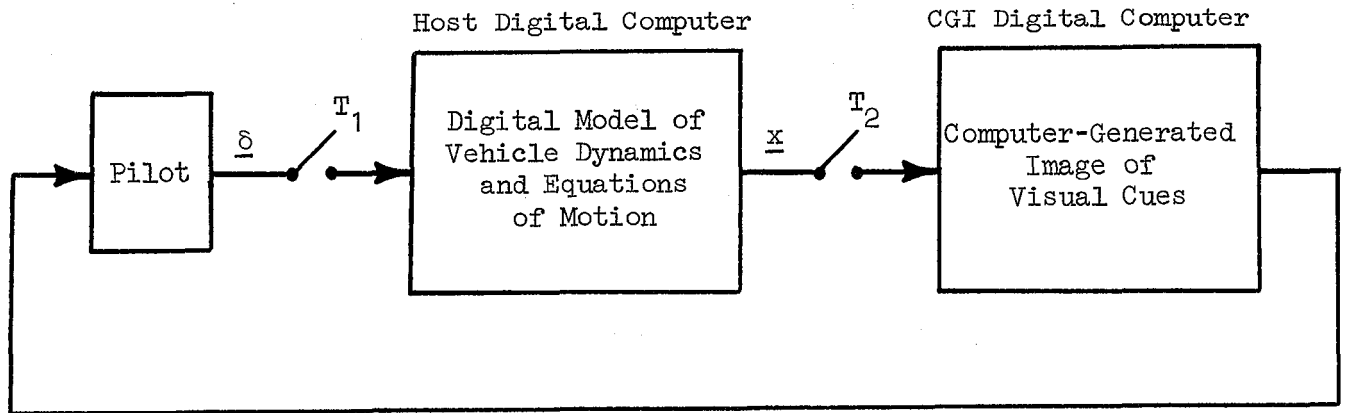 Host Digital Computer
CGI Digital Computer
Pilot
δ
T1
Digital Model of
Vehicle Dynamics
and Equations
of Motion
x
T2
Computer-Generated
Image of
Visual Cues